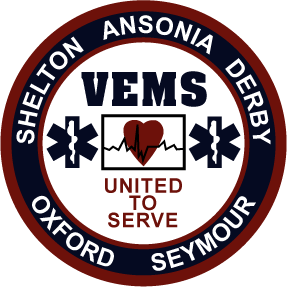 SHELTON ANSONIA DERBY
VEMS
UNITED
TO
SERVE
OXFORD SEYMOUR